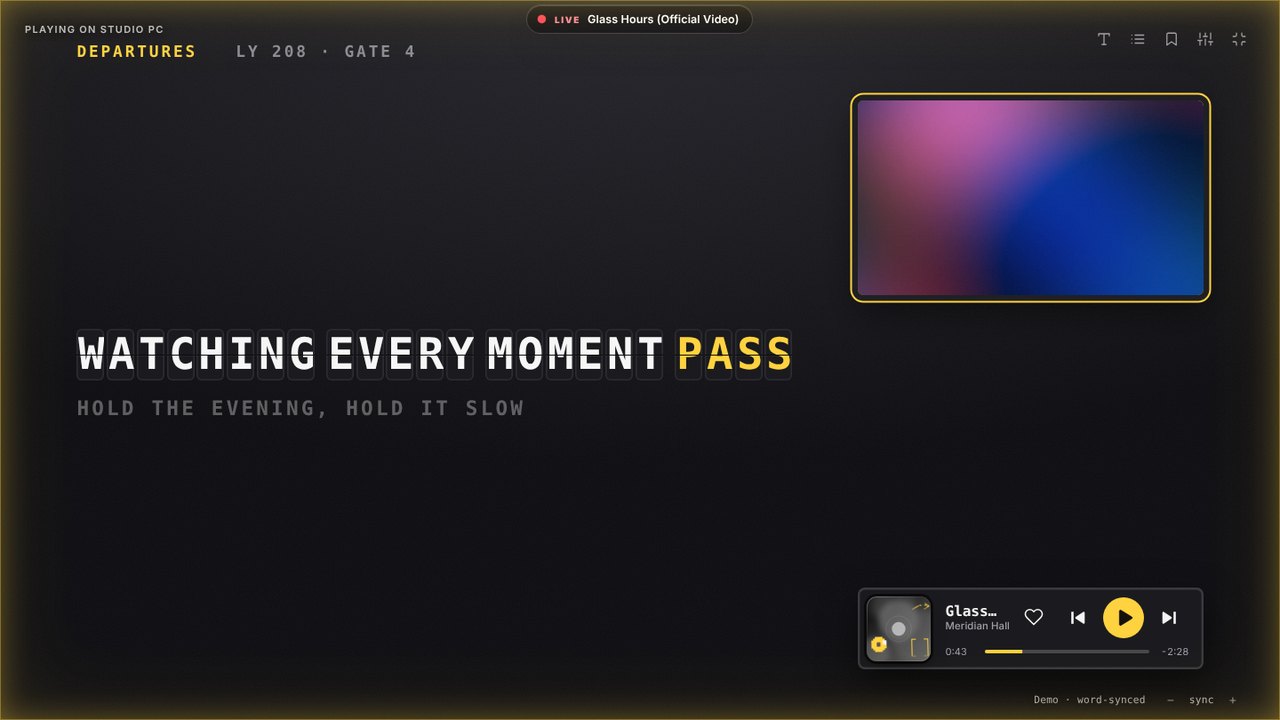 PLAYING ON STUDIO PC
LIVE Glass Hours (Official Video)
DEPARTURES LY 208 · GATE 4
WATCHING EVERY MOMENT PASS
HOLD THE EVENING, HOLD IT SLOW
Glass…
Meridian Hall
0:43 -2:28
Demo · word-synced − sync +